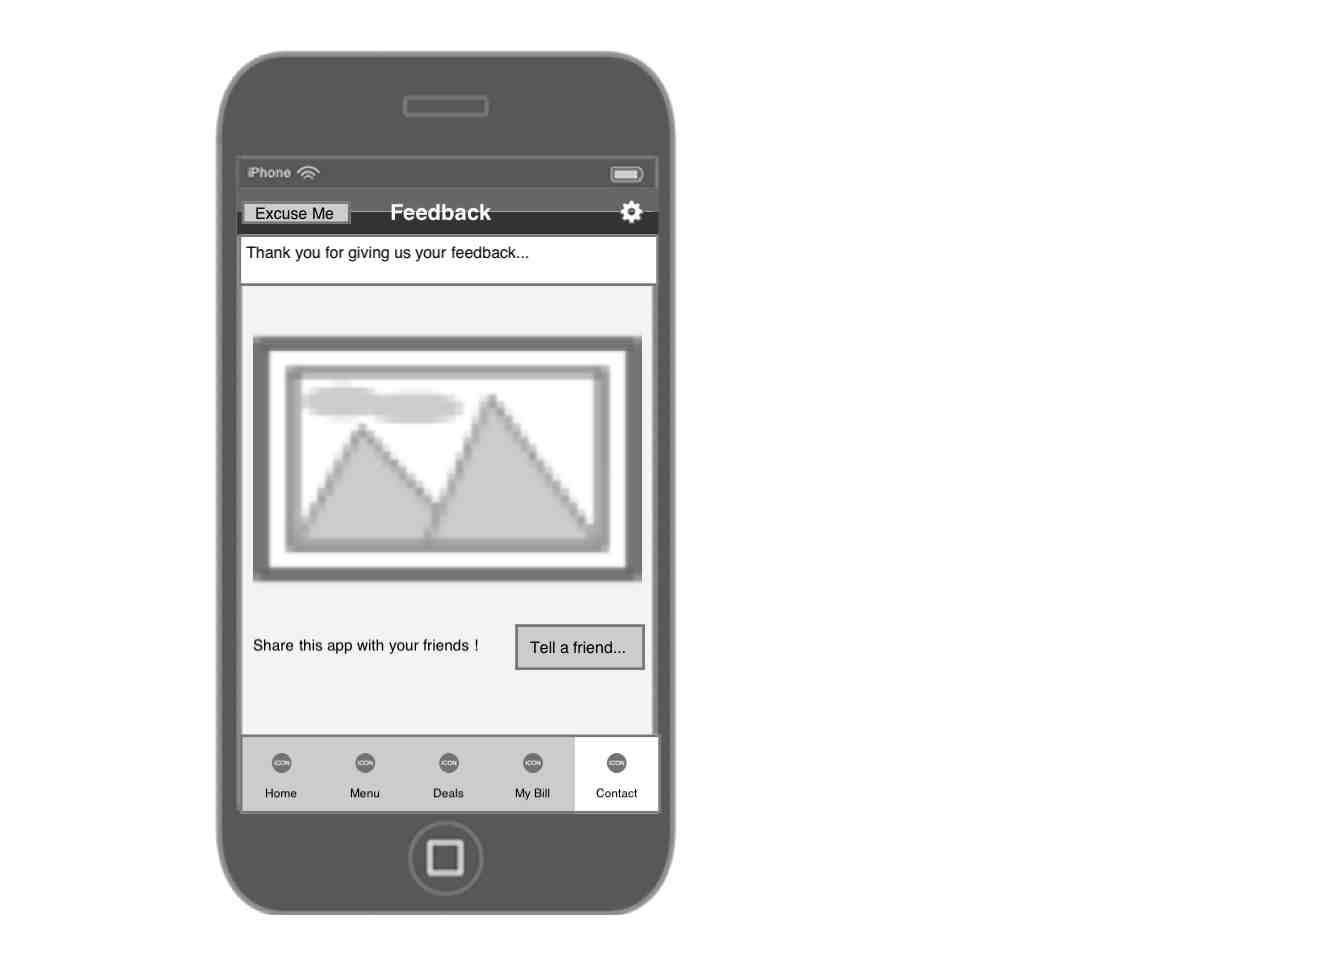 iPhone
Excuse Me
Feedback
Thank you for giving us your feedback...
Share this app with your friends !
Tell a friend...
ICON ICON ICON ICON ICON
Home Menu Deals My Bill Contact